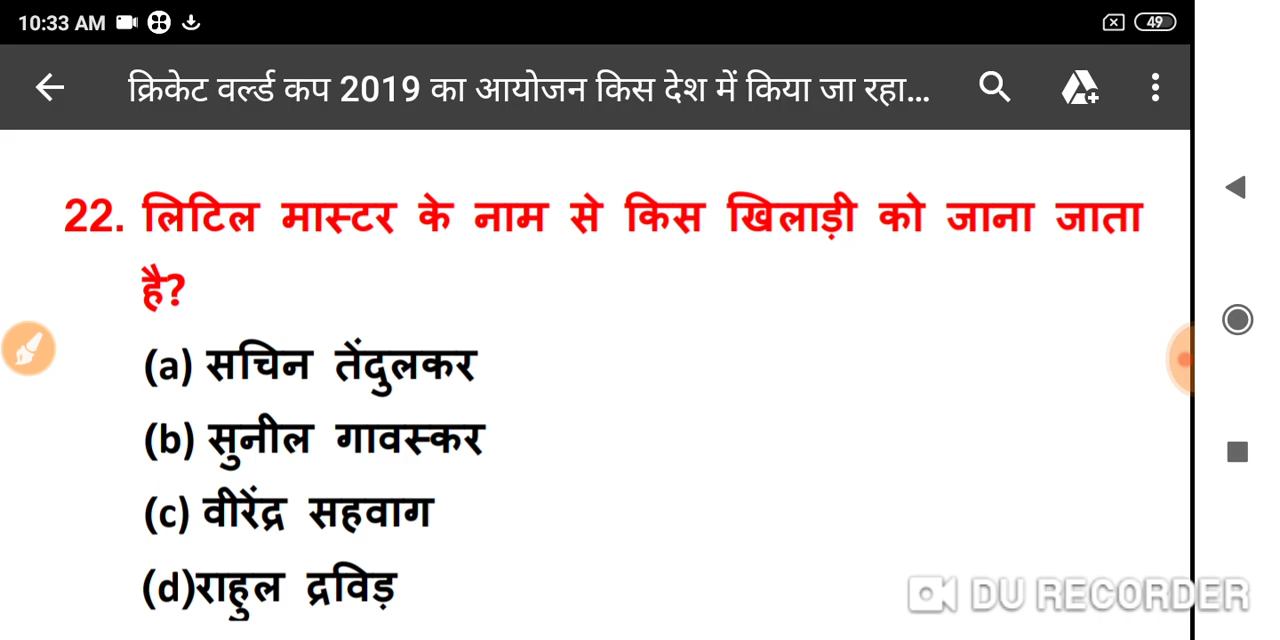 10:33 AM 49
क्रिकेट वर्ल्ड कप 2019 का आयोजन किस देश में किया जा रहा...
22. लिटिल मास्टर के नाम से किस खिलाड़ी को जाना जाता
है?
(a) सचिन तेंदुलकर
(b) सुनील गावस्कर
(c) वीरेंद्र सहवाग
(d)राहुल द्रविड़
DU RECORDER